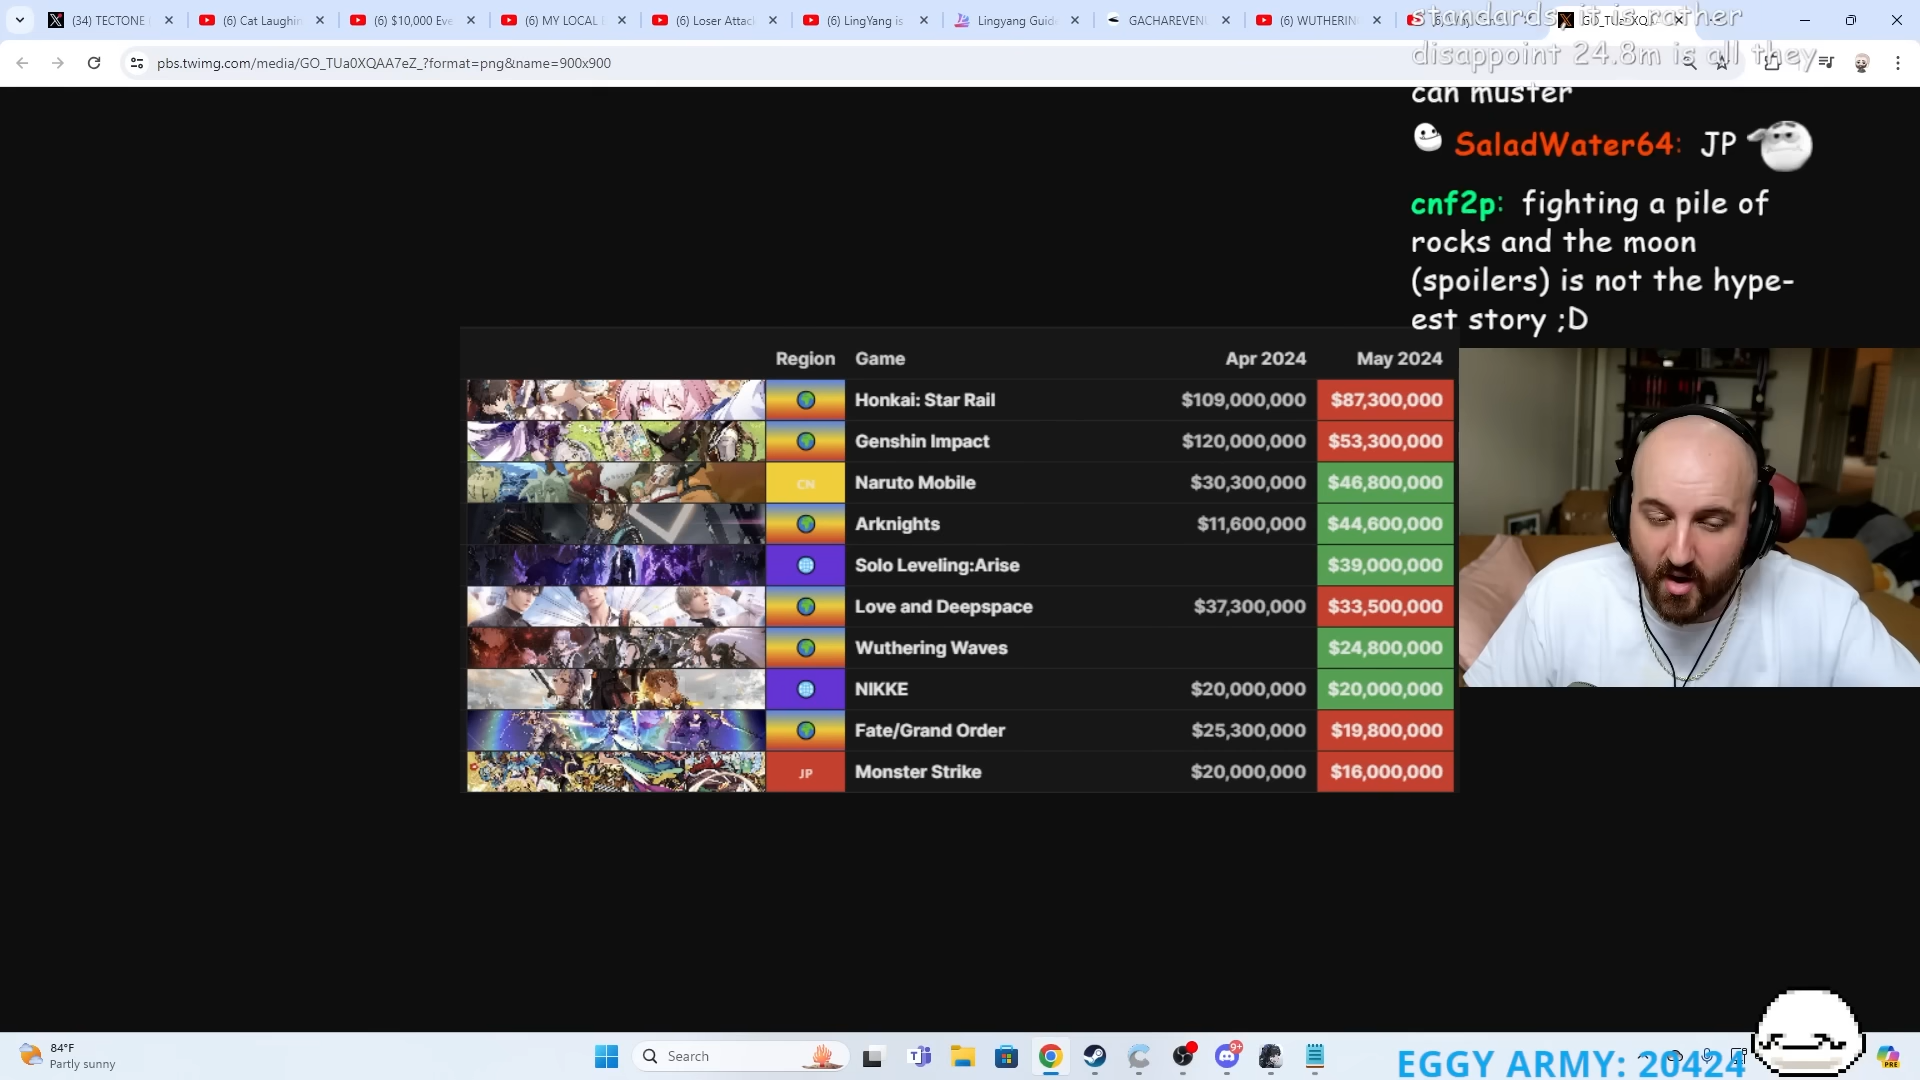 (34) TECTONE
(6) Cat Laughin
(6) $10,000 Eve
(6) MY LOCAL
(6) Loser Attac
(6) LingYang is
Lingyang Guid
GACHAREVENU
(6) WUTHERIN
GO_TUa0XQA
pbs.twimg.com/media/GO_TUa0XQAA7eZ_?format=png&name=900x900
standards, it is rather
disappoint 24.8m is all they
can muster
SaladWater64: JP
cnf2p: fighting a pile of
rocks and the moon
(spoilers) is not the hype-
est story ;D
Region Game Apr 2024 May 2024
Honkai: Star Rail $109,000,000 $87,300,000
Genshin Impact $120,000,000 $53,300,000
CN Naruto Mobile $30,300,000 $46,800,000
Arknights $11,600,000 $44,600,000
Solo Leveling:Arise $39,000,000
Love and Deepspace $37,300,000 $33,500,000
Wuthering Waves $24,800,000
NIKKE $20,000,000 $20,000,000
Fate/Grand Order $25,300,000 $19,800,000
JP Monster Strike $20,000,000 $16,000,000
84°F
Partly sunny
Search
9+
PRE
EGGY ARMY: 20424